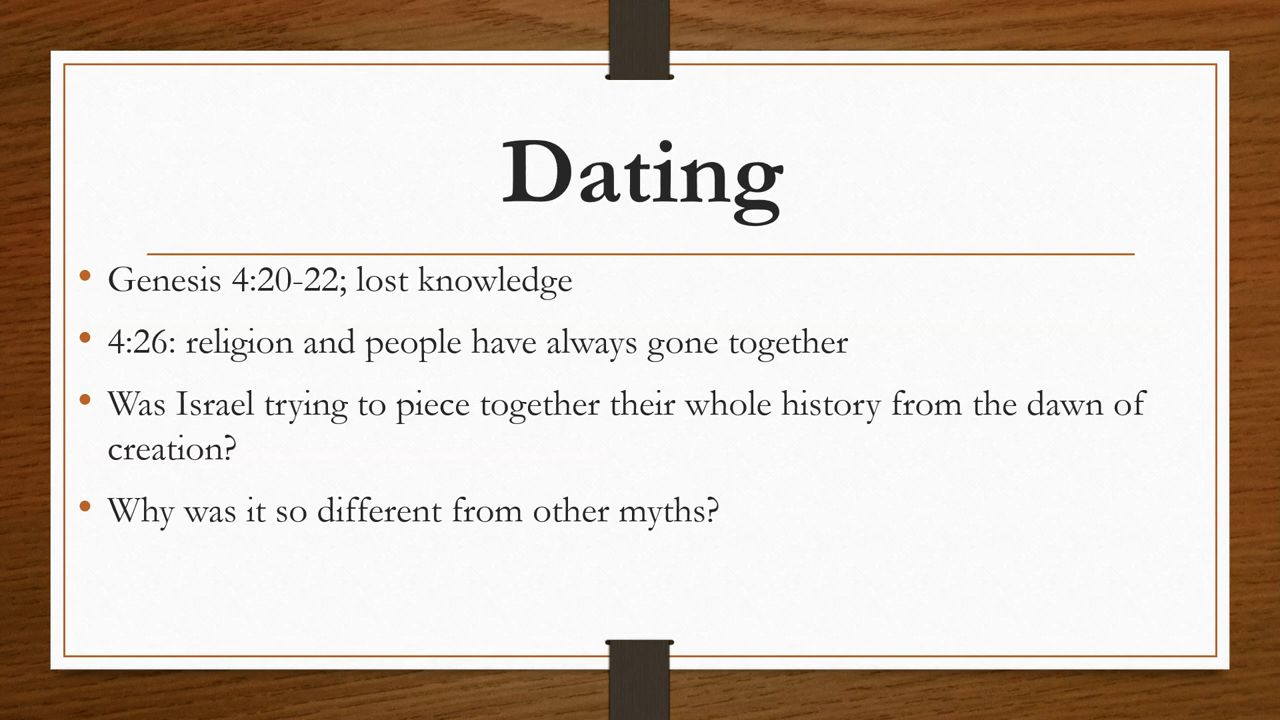 Dating
• Genesis 4:20-22; lost knowledge
• 4:26: religion and people have always gone together
• Was Israel trying to piece together their whole history from the dawn of
creation?
• Why was it so different from other myths?